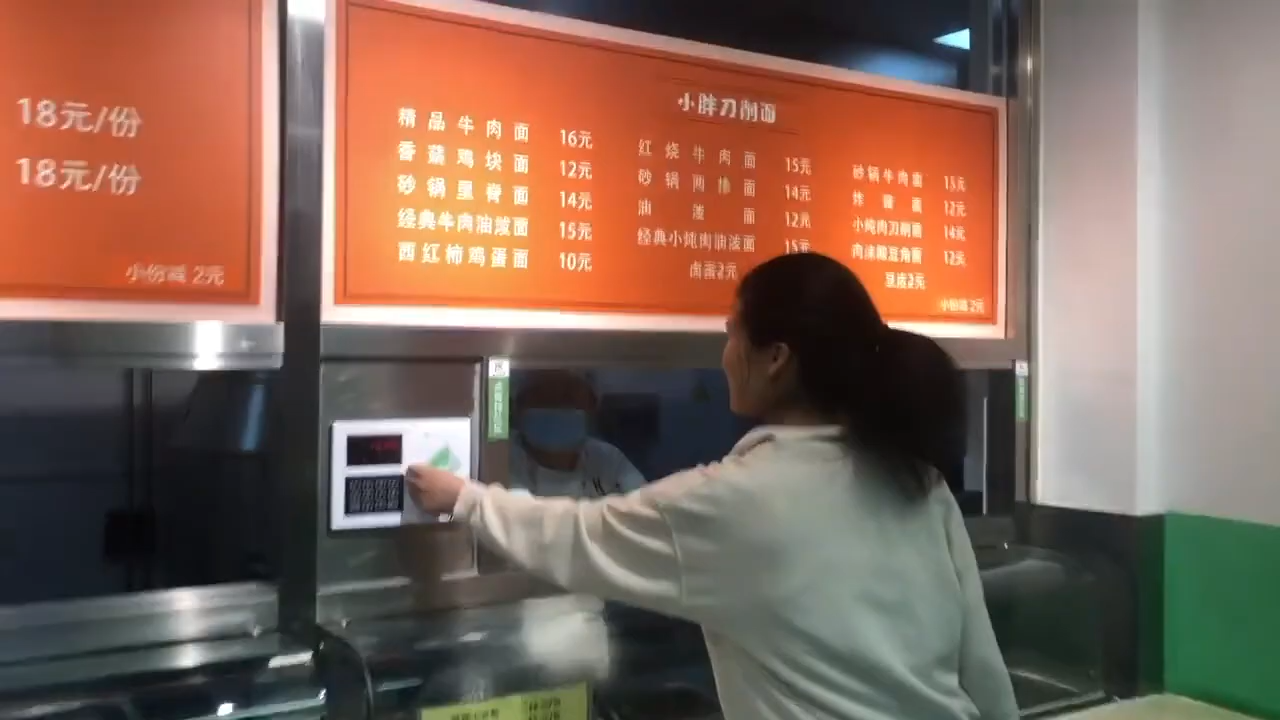 18元/份
18元/份
小份减 2元
小胖刀削面
精品牛肉面 16元
香菇鸡块面 12元
砂锅里脊面 14元
经典牛肉油泼面 15元
西红柿鸡蛋面 10元
红烧牛肉面 15元
砂锅肉排面 14元
油泼面 12元
经典小炖肉油泼面 15元
卤蛋2元
砂锅牛肉面 15元
炸酱面 12元
小炖肉刀削面 14元
肉沫豆角面 12元
豆皮2元
小份减 2元